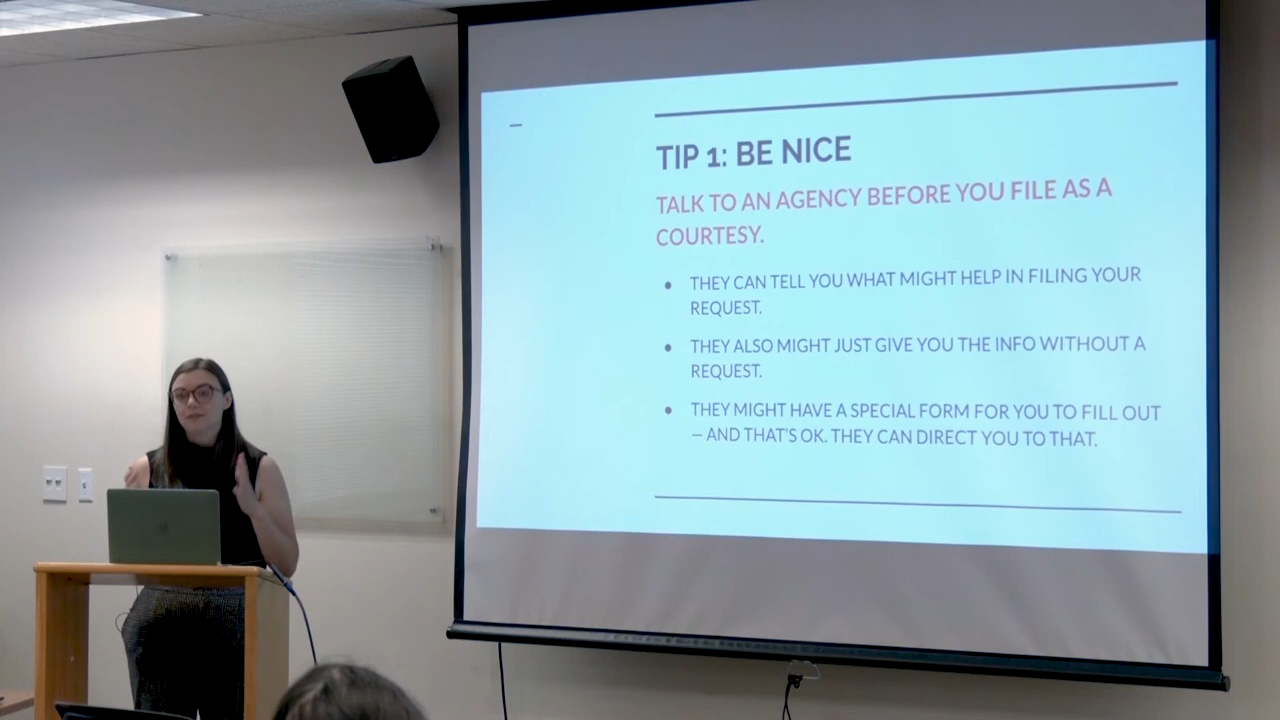 TIP 1: BE NICE
TALK TO AN AGENCY BEFORE YOU FILE AS A
COURTESY.
● THEY CAN TELL YOU WHAT MIGHT HELP IN FILING YOUR
REQUEST.
● THEY ALSO MIGHT JUST GIVE YOU THE INFO WITHOUT A
REQUEST.
● THEY MIGHT HAVE A SPECIAL FORM FOR YOU TO FILL OUT
– AND THAT'S OK. THEY CAN DIRECT YOU TO THAT.